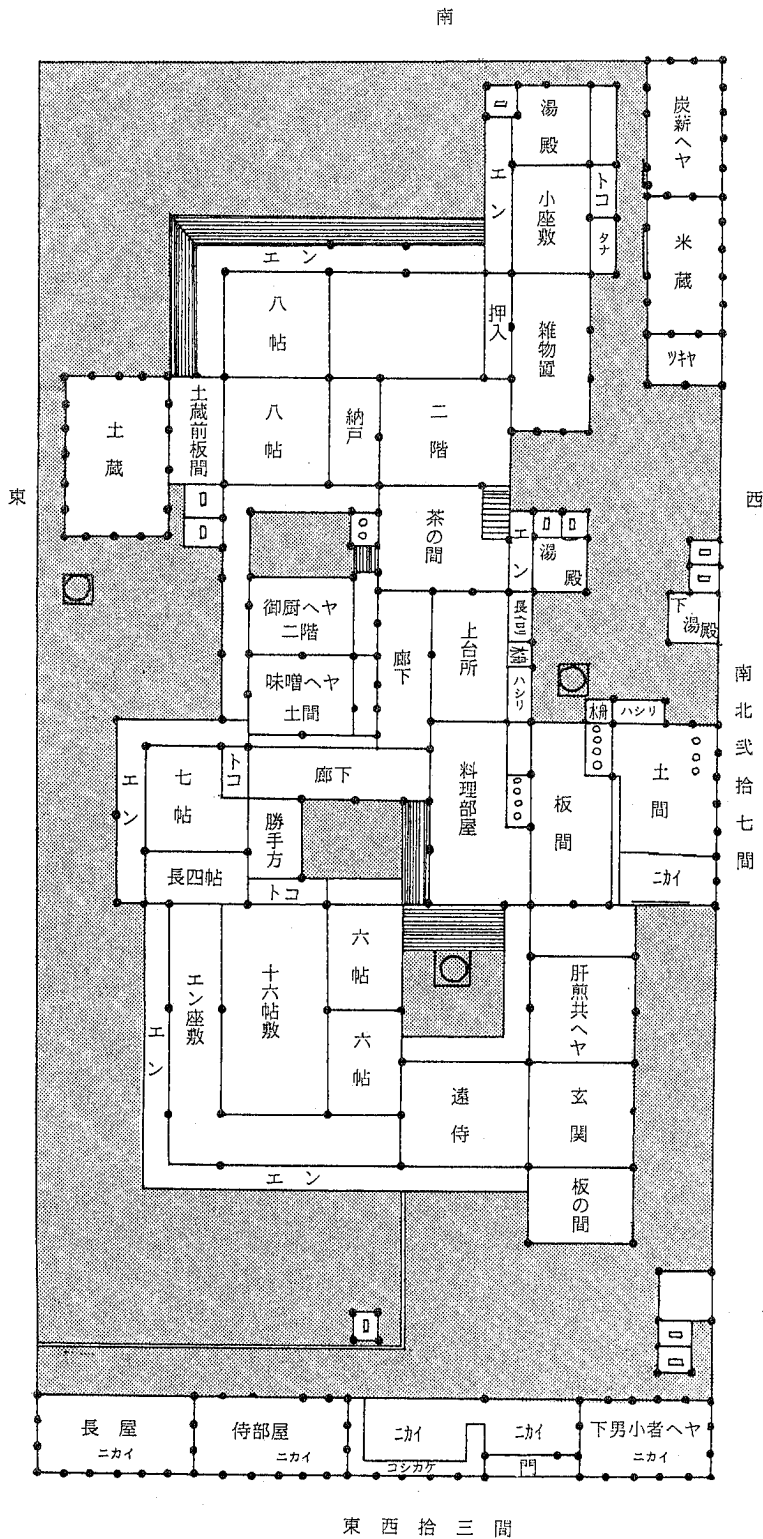 南
東
西
南北弐拾七間
東西拾三間
湯殿
エン
小座敷
トコ
タナ
炭薪ヘヤ
米蔵
ツキヤ
エン
八帖
押入
雑物置
土蔵
土蔵前板間
八帖
納戸
二階
茶の間
エン
湯殿
下湯殿
御厨ヘヤ
二階
味噌ヘヤ
土間
廊下
上台所
長イロリ
水舟
ハシリ
水舟
ハシリ
エン
七帖
トコ
廊下
料理部屋
板間
土間
ニカイ
長四帖
勝手方
トコ
エン
エン座敷
十六帖敷
六帖
六帖
肝煎共ヘヤ
遠侍
玄関
エン
板の間
長屋
ニカイ
侍部屋
ニカイ
ニカイ
コシカケ
ニカイ
門
下男小者ヘヤ
ニカイ